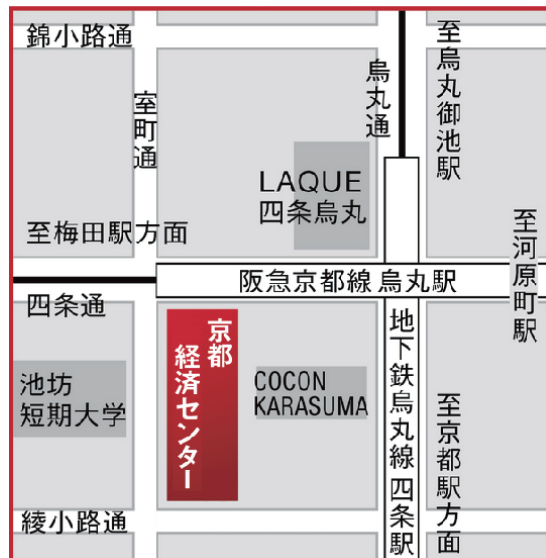 錦小路通
室町通
烏丸通
至烏丸御池駅
LAQUE
四条烏丸
至梅田駅方面
至河原町駅
阪急京都線 烏丸駅
四条通
京都
経済センター
池坊
短期大学
COCON
KARASUMA
地下鉄烏丸線 四条駅
至京都駅方面
綾小路通